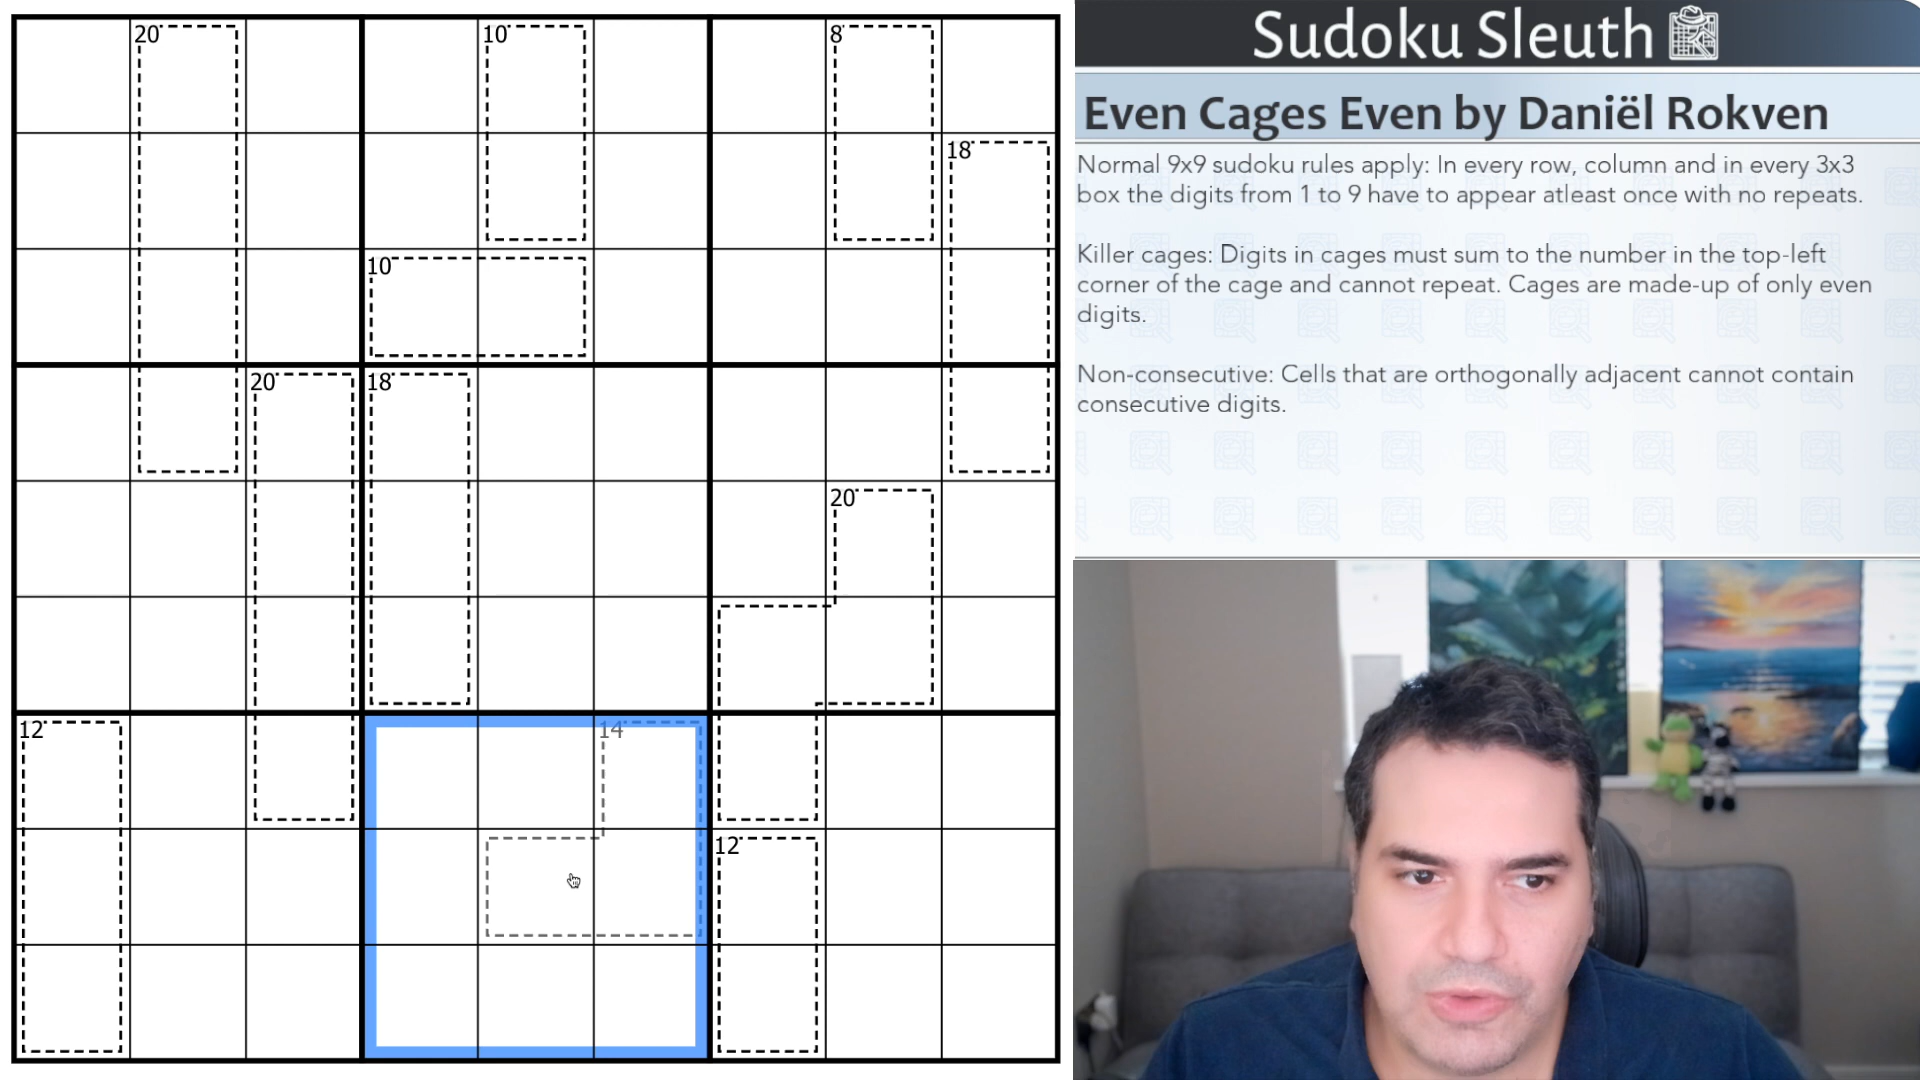 Sudoku Sleuth
Even Cages Even by Daniël Rokven
Normal 9x9 sudoku rules apply: In every row, column and in every 3x3
box the digits from 1 to 9 have to appear atleast once with no repeats.
Killer cages: Digits in cages must sum to the number in the top-left
corner of the cage and cannot repeat. Cages are made-up of only even
digits.
Non-consecutive: Cells that are orthogonally adjacent cannot contain
consecutive digits.
20 10 8
18
10
20 18
20
12 14
12